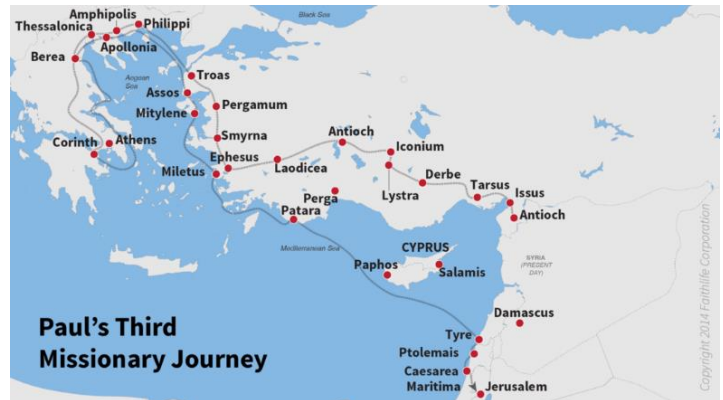 Black Sea
Amphipolis
Philippi
Thessalonica
Apollonia
Berea
Aegean
Sea
Troas
Assos
Pergamum
Mitylene
Smyrna
Antioch
Iconium
Corinth
Athens
Ephesus
Laodicea
Derbe
Tarsus
Issus
Miletus
Lystra
Perga
Antioch
Patara
Mediterranean Sea
CYPRUS
SYRIA
(PRESENT
DAY)
Paphos
Salamis
Damascus
Paul's Third
Missionary Journey
Tyre
Ptolemais
Caesarea
Maritima
Jerusalem
Copyright 2014 Faithlife Corporation